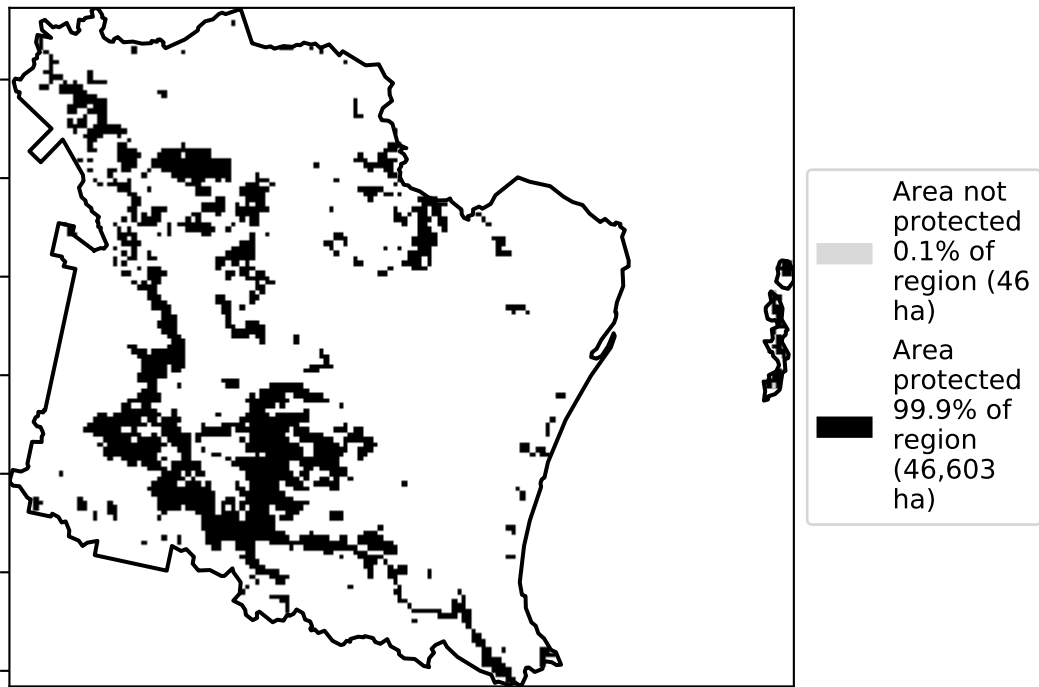 Area not
protected
0.1% of
region (46
ha)
Area
protected
99.9% of
region
(46,603
ha)